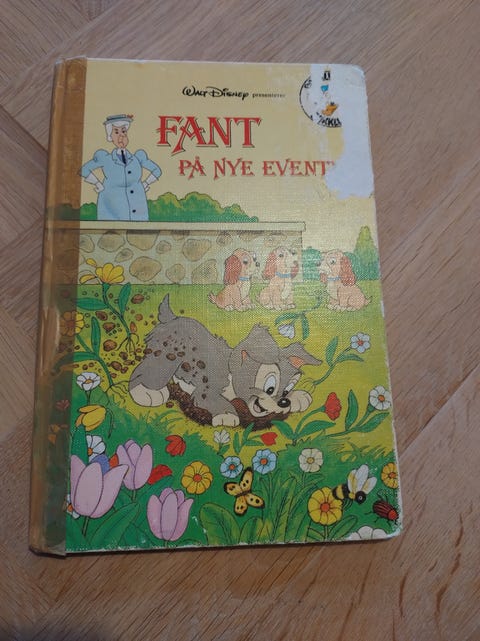 Walt Disney presenterer
FANT
PÅ NYE EVENT